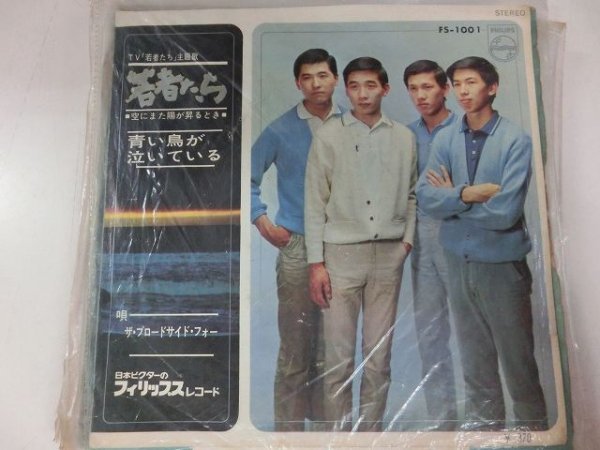 STEREO
FS-1001
PHILIPS
TV「若者たち」主題歌
若者たち
■空にまた陽が昇るとき■
青い鳥が
泣いている
唄
ザ・ブロードサイド・フォー
日本ビクターの
フィリップスレコード
¥370